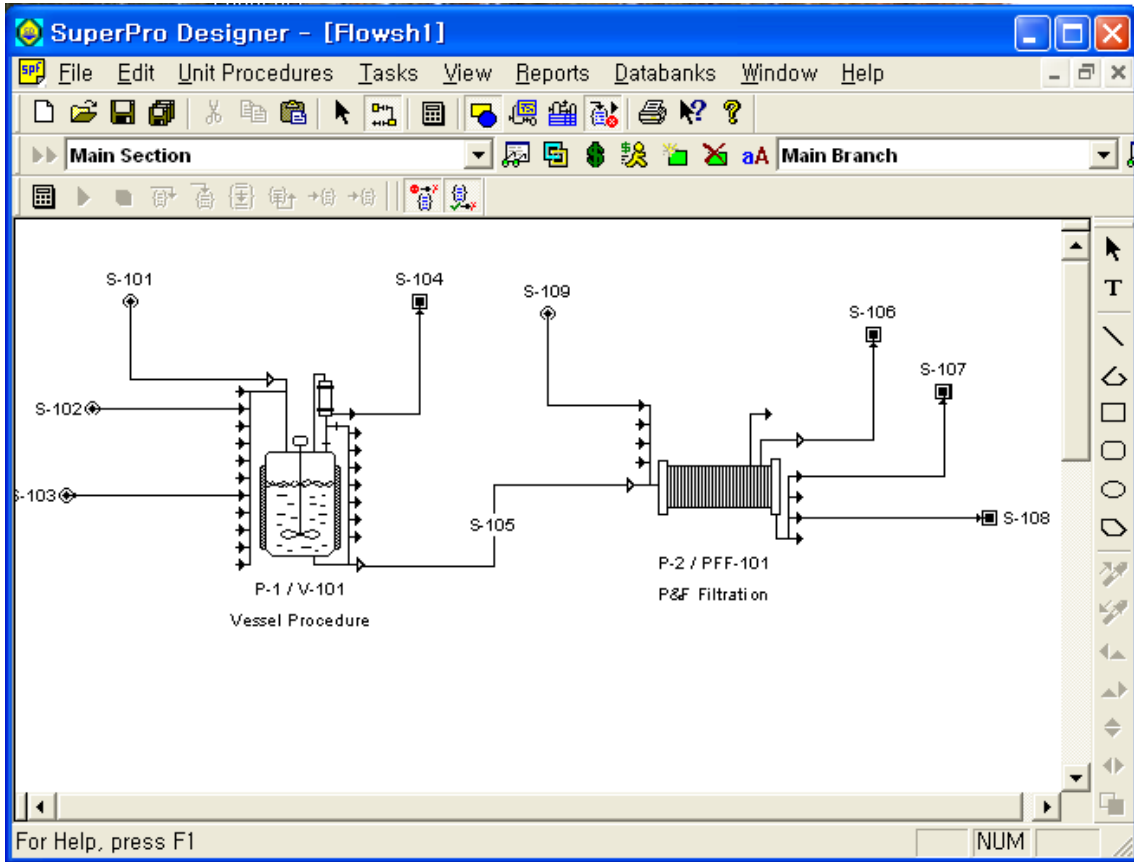 SuperPro Designer - [Flowsh1]
File Edit Unit Procedures Tasks View Reports Databanks Window Help
Main Section
aA
Main Branch
T
S-101
S-104
S-109
S-106
S-107
S-102
S-103
S-105
S-108
P-1 / V-101
Vessel Procedure
P-2 / PFF-101
P&F Filtration
For Help, press F1
NUM